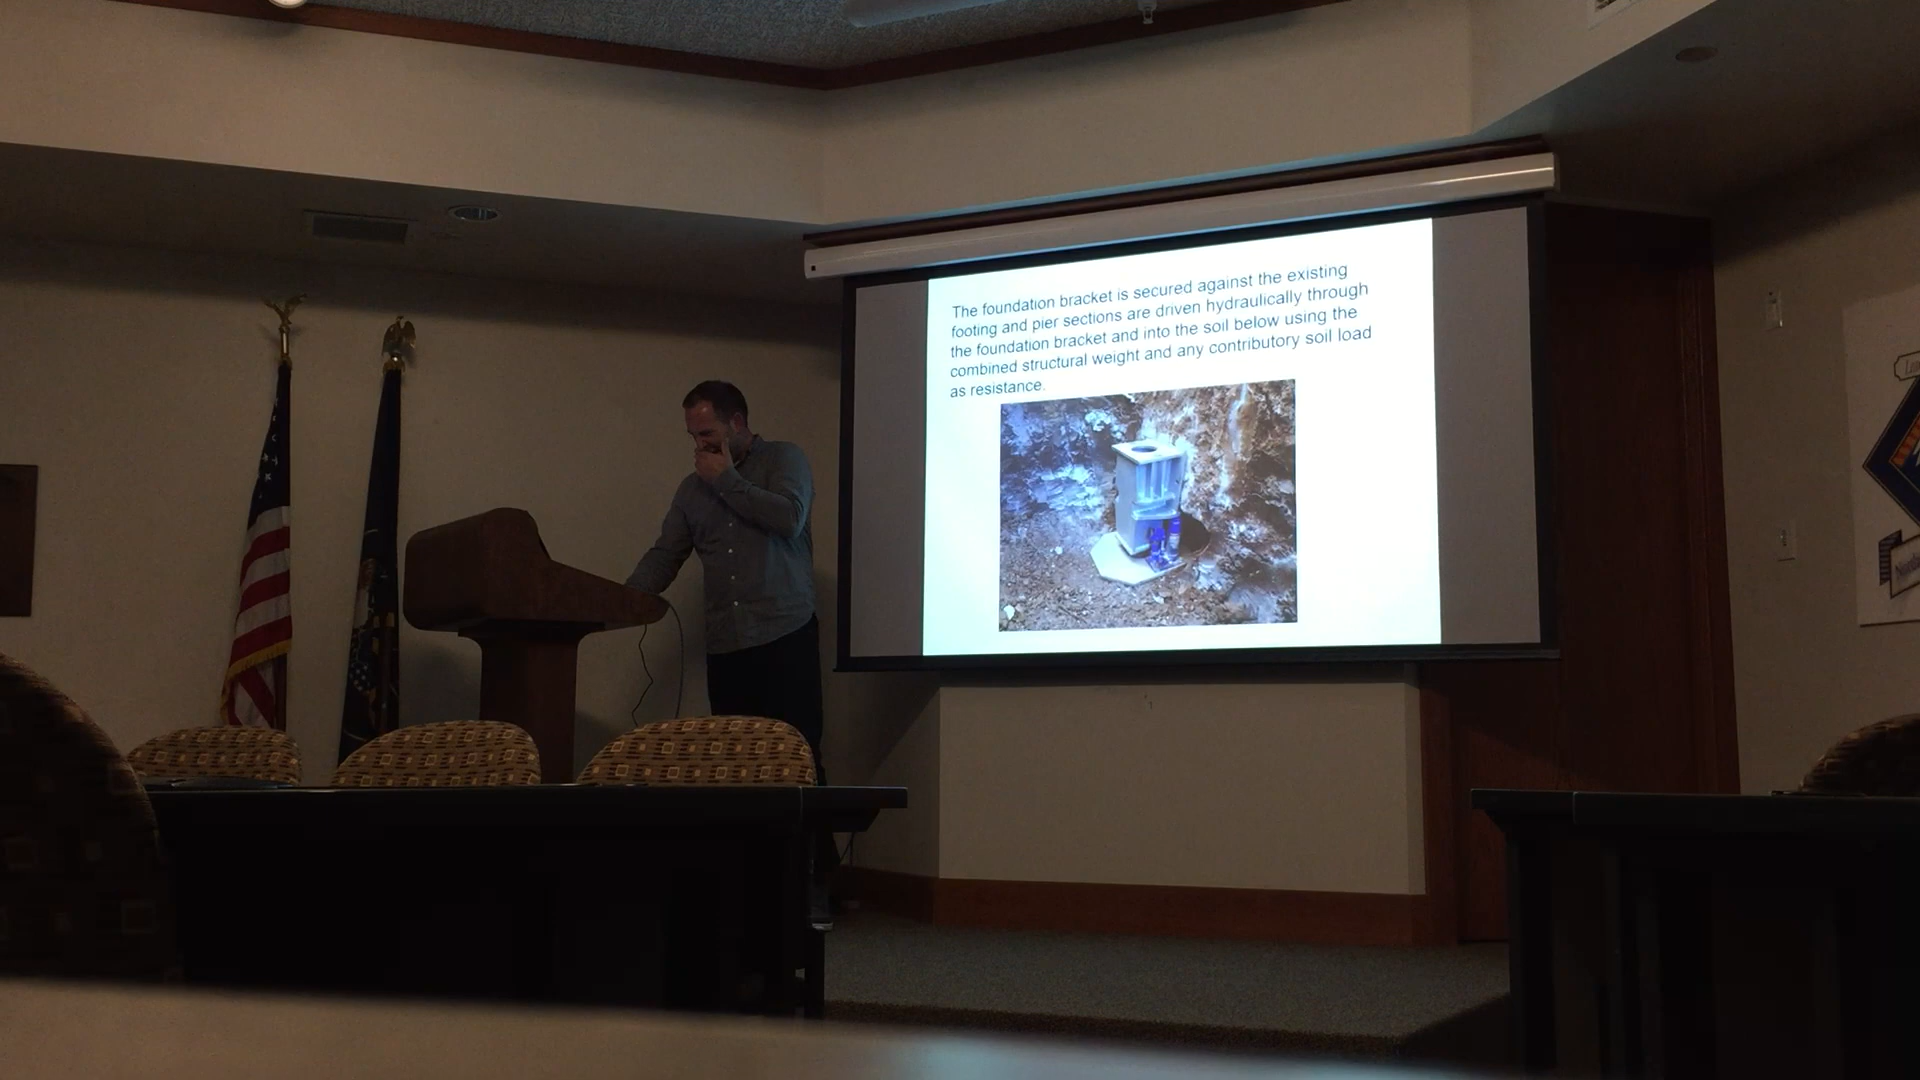 The foundation bracket is secured against the existing
footing and pier sections are driven hydraulically through
the foundation bracket and into the soil below using the
combined structural weight and any contributory soil load
as resistance.